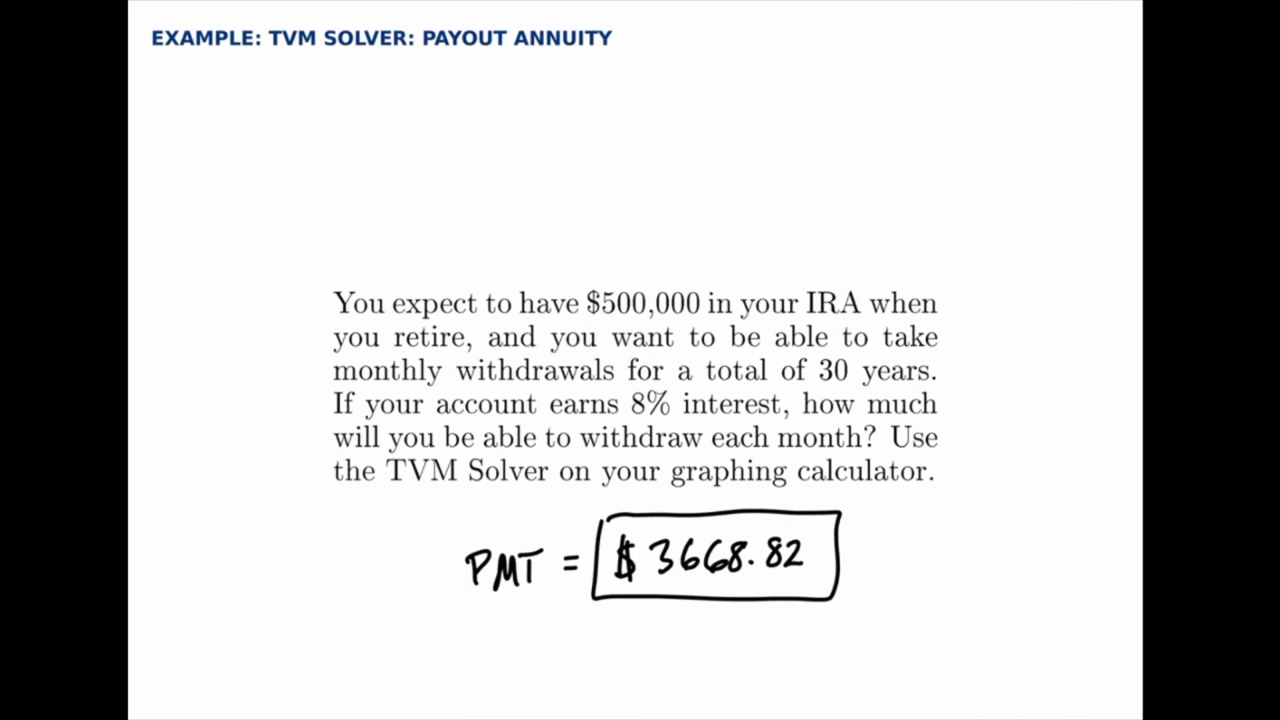 EXAMPLE: TVM SOLVER: PAYOUT ANNUITY
You expect to have $500,000 in your IRA when
you retire, and you want to be able to take
monthly withdrawals for a total of 30 years.
If your account earns 8% interest, how much
will you be able to withdraw each month? Use
the TVM Solver on your graphing calculator.
PMT = $ 3668.82